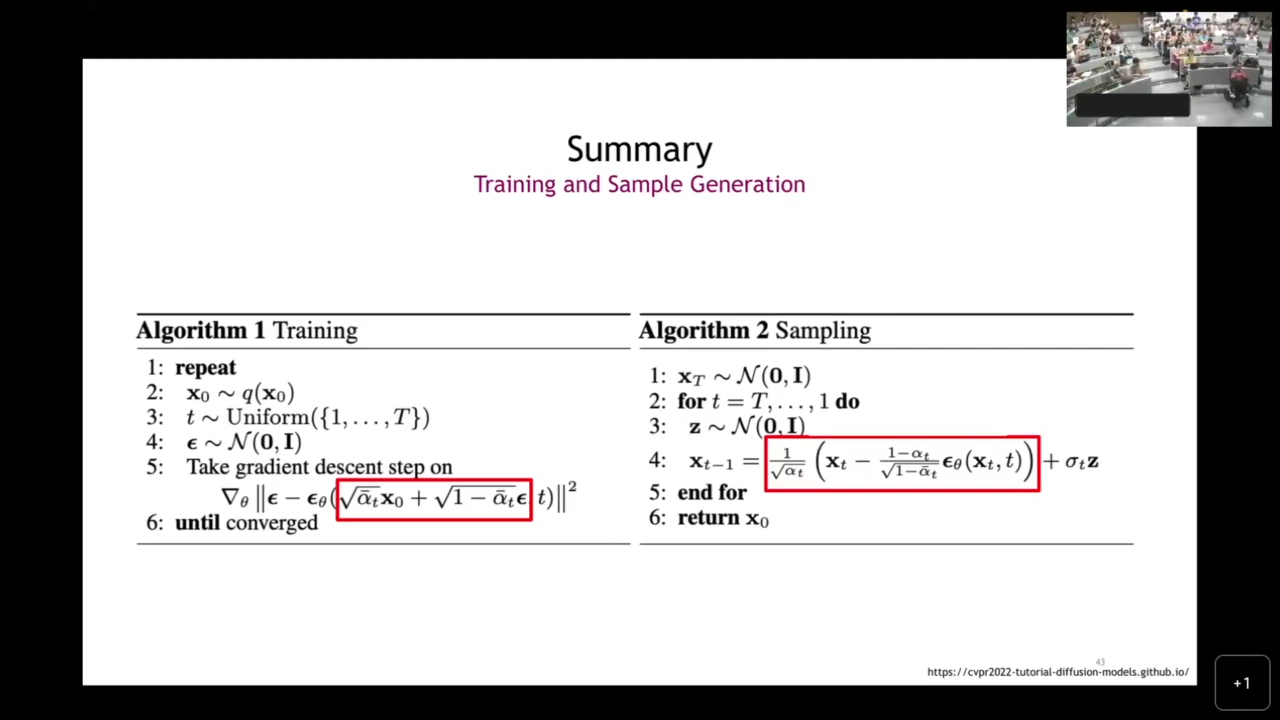 Summary
Training and Sample Generation
Algorithm 1 Training
1: repeat
2: x₀ ∼ q(x₀)
3: t ∼ Uniform({1, . . . , T})
4: ϵ ∼ 𝒩(0, I)
5: Take gradient descent step on
∇_θ ‖ϵ − ϵ_θ(√ᾱ_t x₀ + √1 − ᾱ_t ϵ, t)‖²
6: until converged
Algorithm 2 Sampling
1: x_T ∼ 𝒩(0, I)
2: for t = T, . . . , 1 do
3: z ∼ 𝒩(0, I)
4: x_{t−1} = 1/√α_t (x_t − (1−α_t)/√(1−ᾱ_t) ϵ_θ(x_t, t)) + σ_t z
5: end for
6: return x₀
43
https://cvpr2022-tutorial-diffusion-models.github.io/
+1